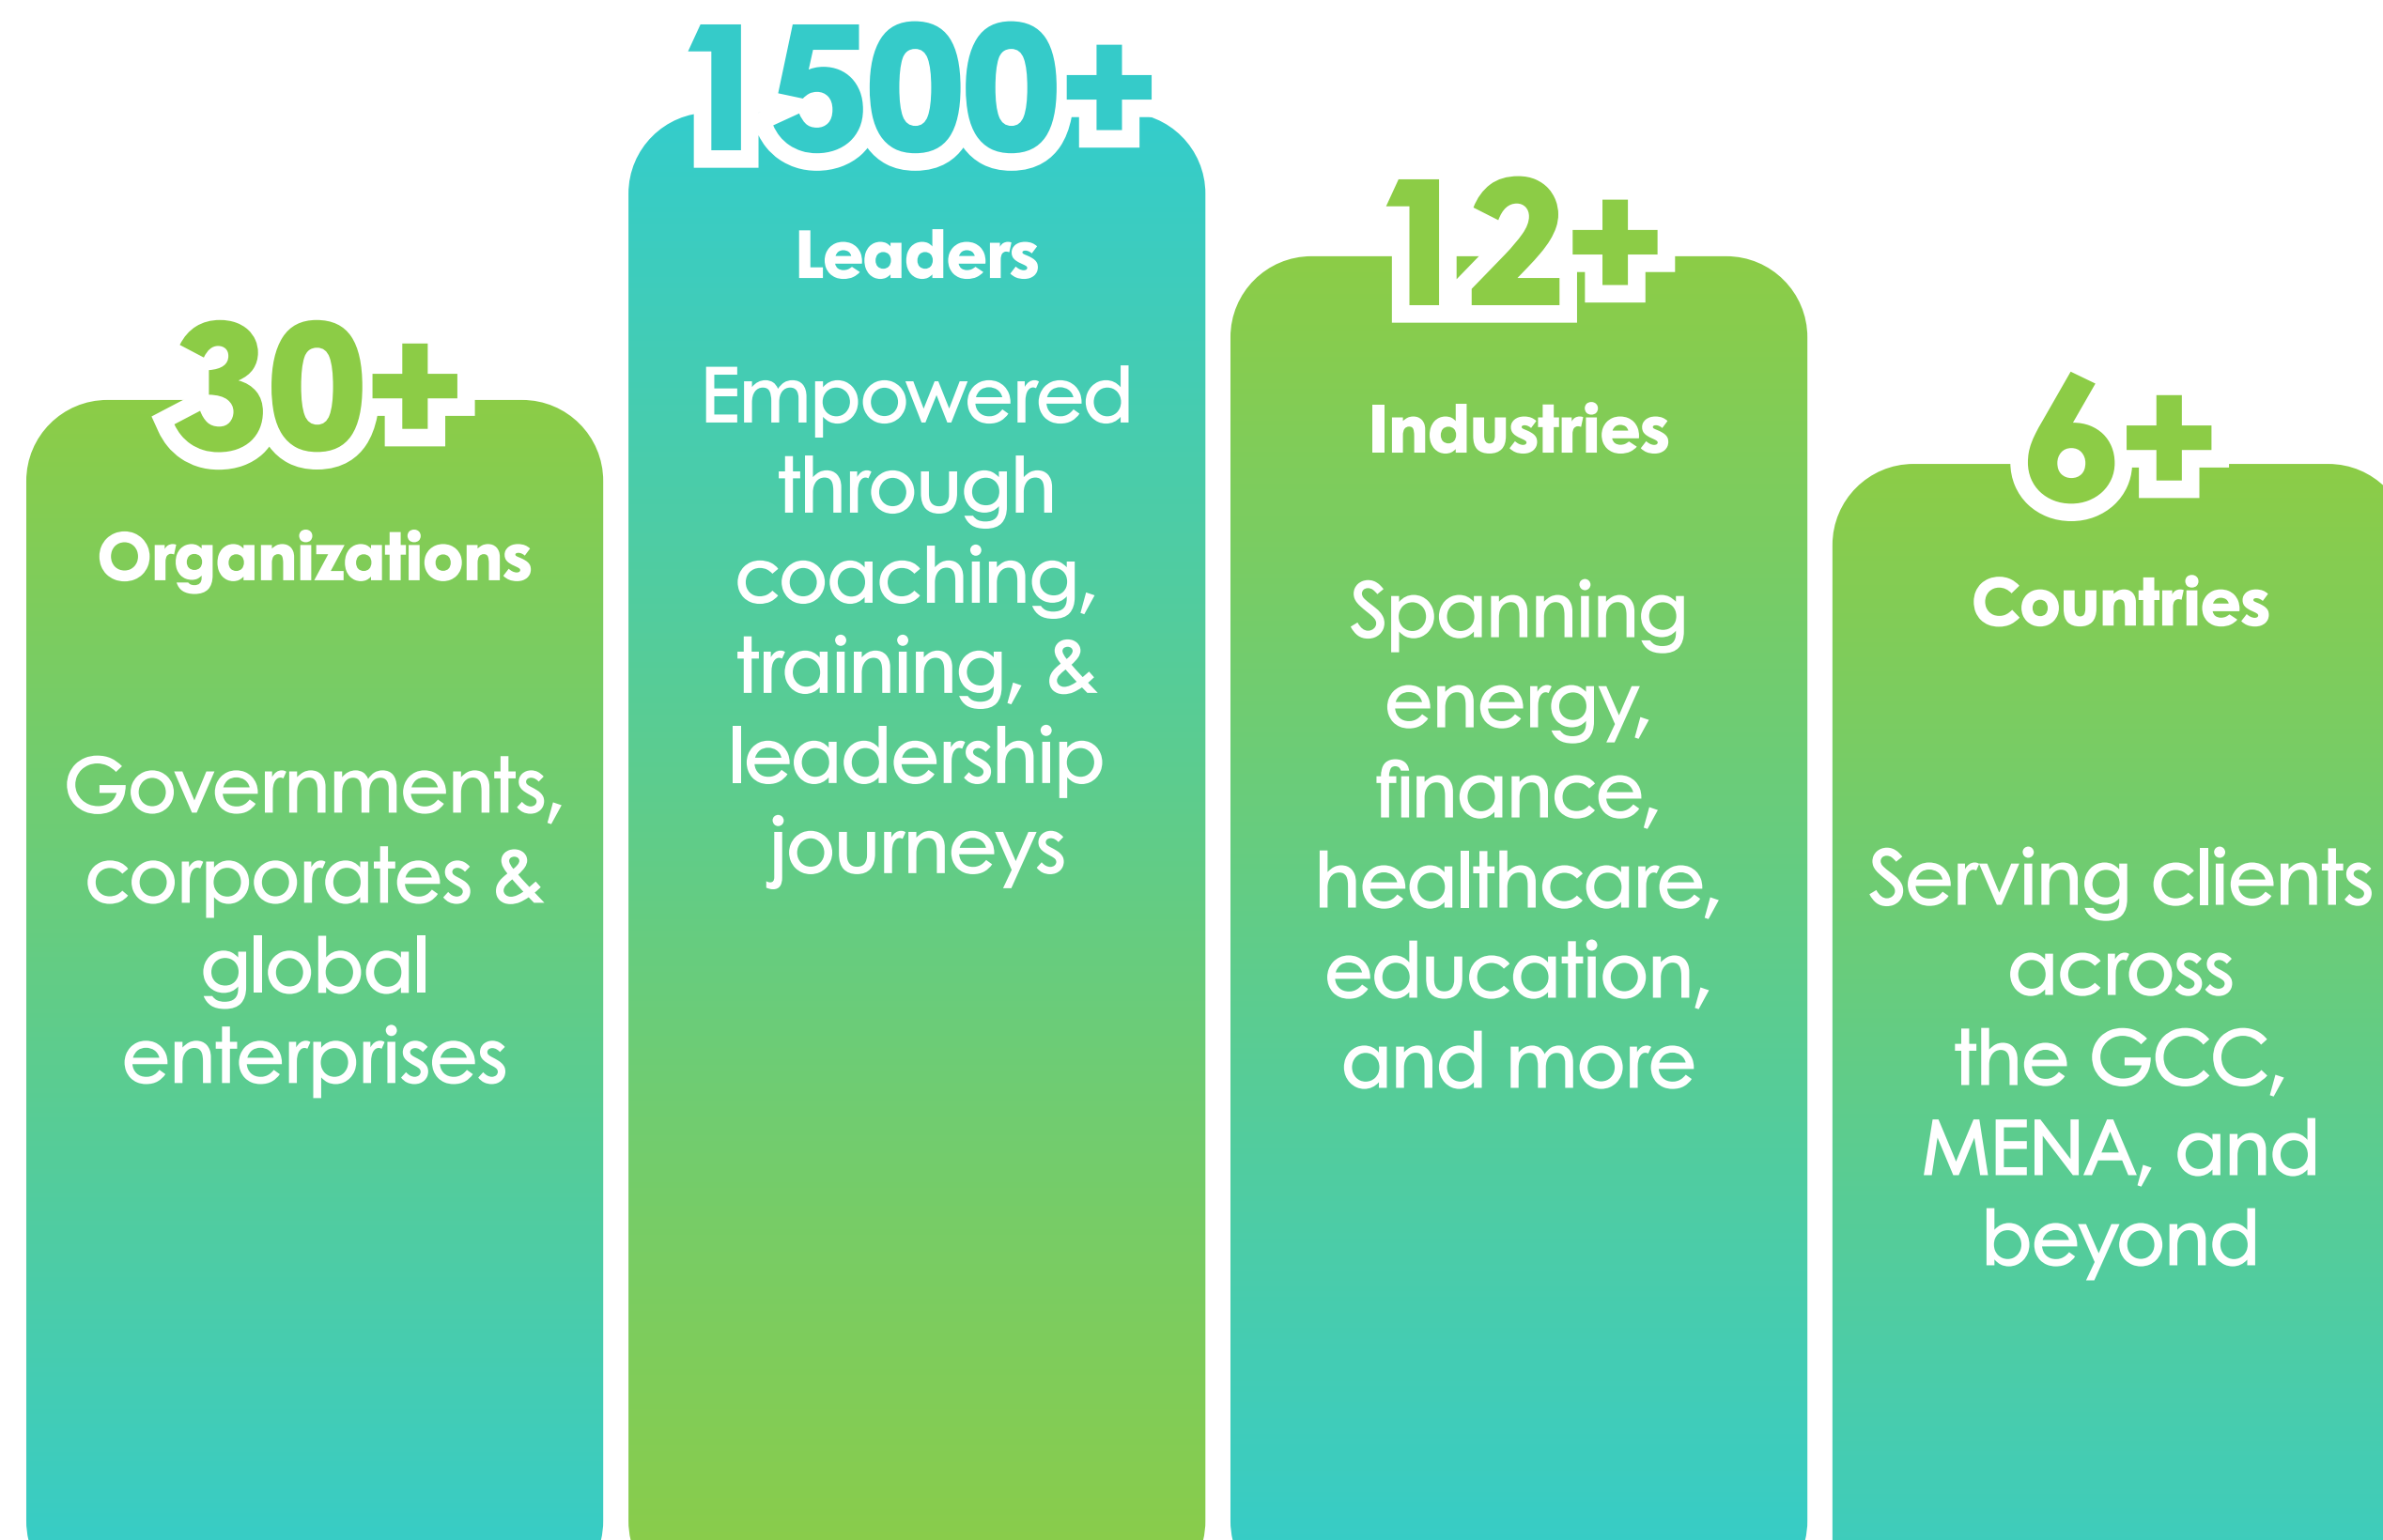 30+
Organizations
Governments,
corporates &
global
enterprises
1500+
Leaders
Empowered
through
coaching,
training, &
leadership
journeys
12+
Industries
Spanning
energy,
finance,
healthcare,
education,
and more
6+
Countries
Serving clients
across
the GCC,
MENA, and
beyond